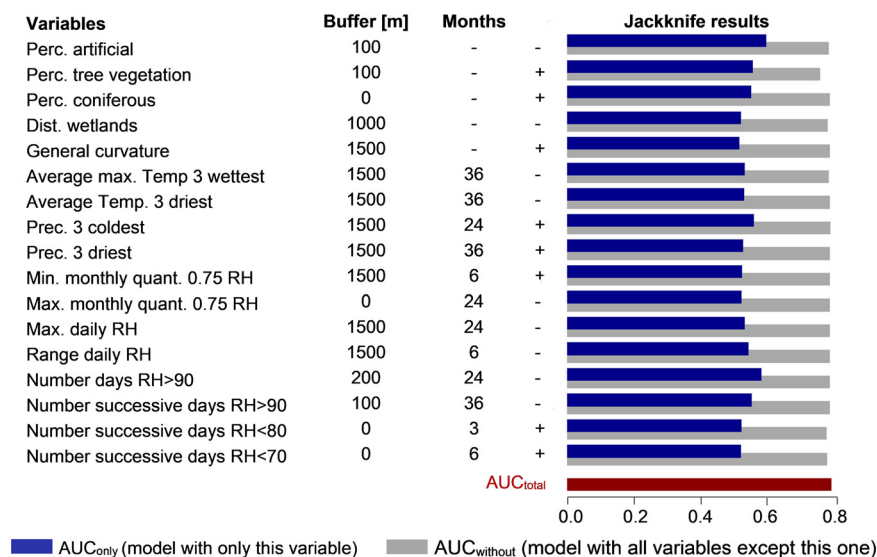 Variables Buffer [m] Months Jackknife results
Perc. artificial 100 - -
Perc. tree vegetation 100 - +
Perc. coniferous 0 - +
Dist. wetlands 1000 - -
General curvature 1500 - +
Average max. Temp 3 wettest 1500 36 -
Average Temp. 3 driest 1500 36 -
Prec. 3 coldest 1500 24 +
Prec. 3 driest 1500 36 +
Min. monthly quant. 0.75 RH 1500 6 +
Max. monthly quant. 0.75 RH 0 24 -
Max. daily RH 1500 24 -
Range daily RH 1500 6 -
Number days RH>90 200 24 -
Number successive days RH>90 100 36 -
Number successive days RH<80 0 3 +
Number successive days RH<70 0 6 +
AUCtotal
0.0 0.2 0.4 0.6 0.8
AUConly (model with only this variable) AUCwithout (model with all variables except this one)